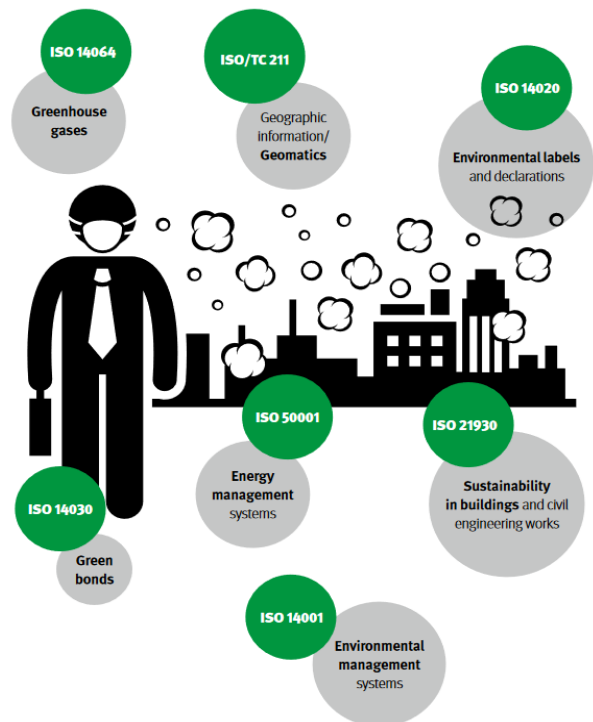 ISO 14064
Greenhouse
gases
ISO/TC 211
Geographic
information/
Geomatics
ISO 14020
Environmental labels
and declarations
ISO 50001
Energy
management
systems
ISO 21930
Sustainability
in buildings and civil
engineering works
ISO 14030
Green
bonds
ISO 14001
Environmental
management
systems